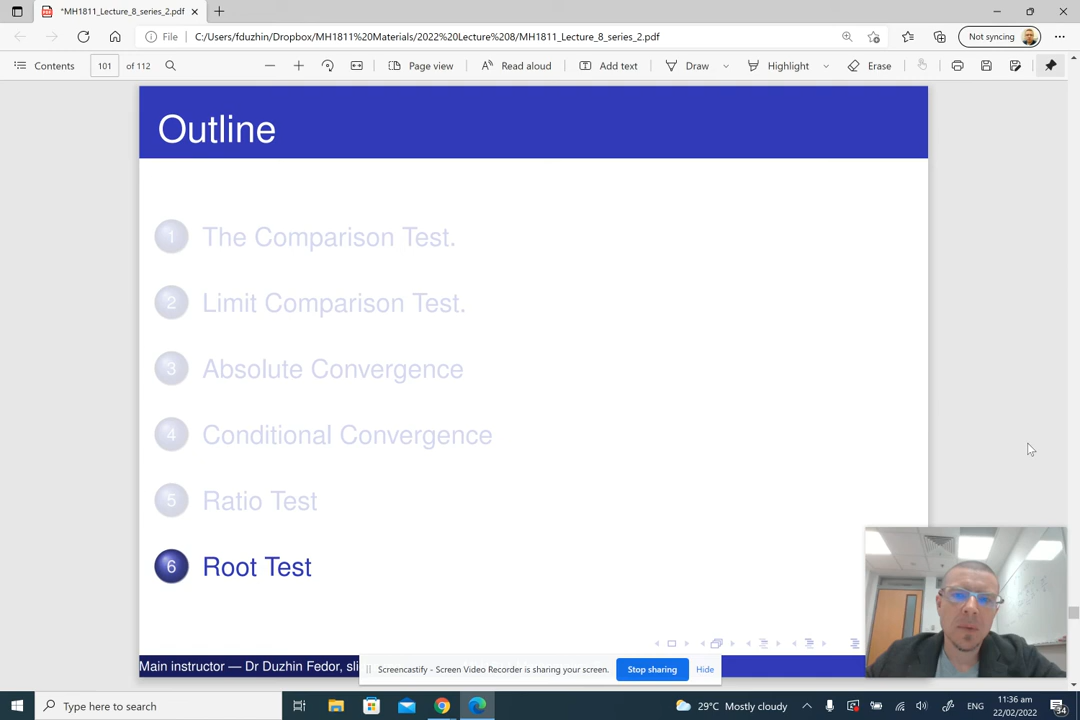 *MH1811_Lecture_8_series_2.pdf
File
C:/Users/fduzhin/Dropbox/MH1811%20Materials/2022%20Lecture%208/MH1811_Lecture_8_series_2.pdf
Not syncing
Contents
101
of 112
Page view
Read aloud
Add text
Draw
Highlight
Erase
Outline
1 The Comparison Test.
2 Limit Comparison Test.
3 Absolute Convergence
4 Conditional Convergence
5 Ratio Test
6 Root Test
Main instructor — Dr Duzhin Fedor, sli
Screencastify - Screen Video Recorder is sharing your screen.
Stop sharing
Hide
Type here to search
29°C Mostly cloudy
ENG
11:36 am
22/02/2022
34